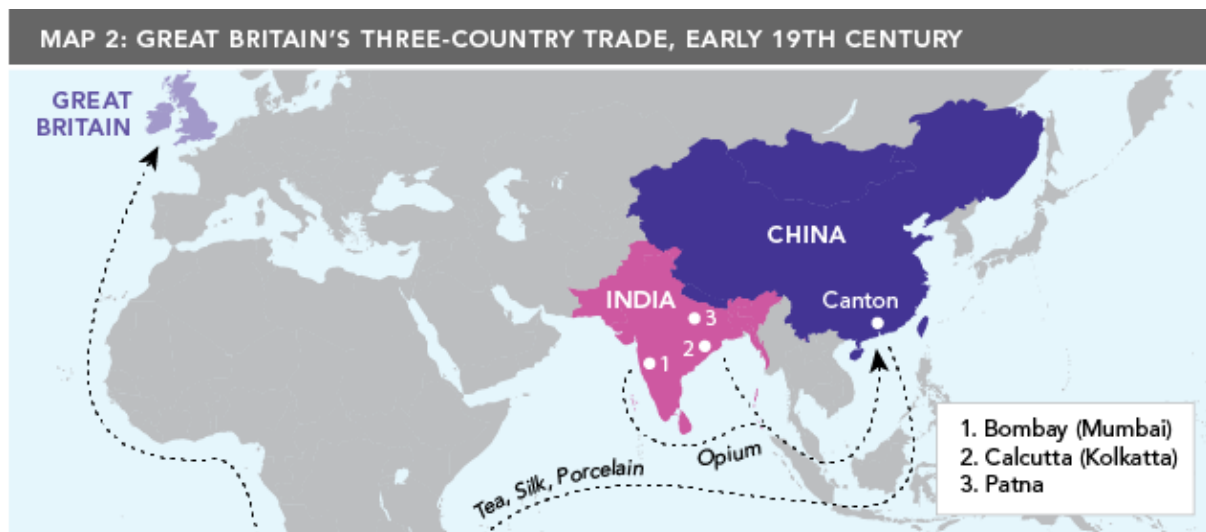 MAP 2: GREAT BRITAIN'S THREE-COUNTRY TRADE, EARLY 19TH CENTURY
GREAT
BRITAIN
CHINA
INDIA
Canton
3
2
1
Opium
Tea, Silk, Porcelain
1. Bombay (Mumbai)
2. Calcutta (Kolkatta)
3. Patna